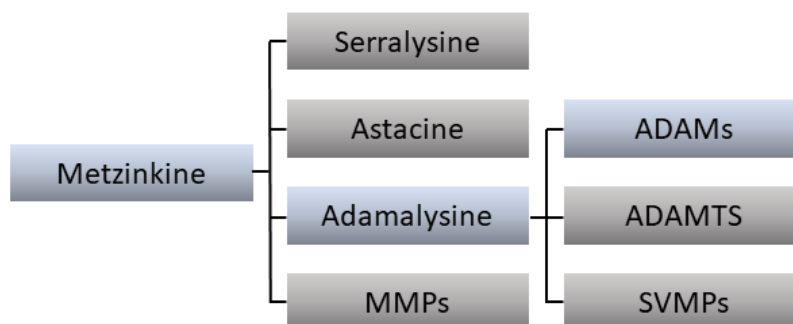 Metzinkine
Serralysine
Astacine
Adamalysine
MMPs
ADAMs
ADAMTS
SVMPs